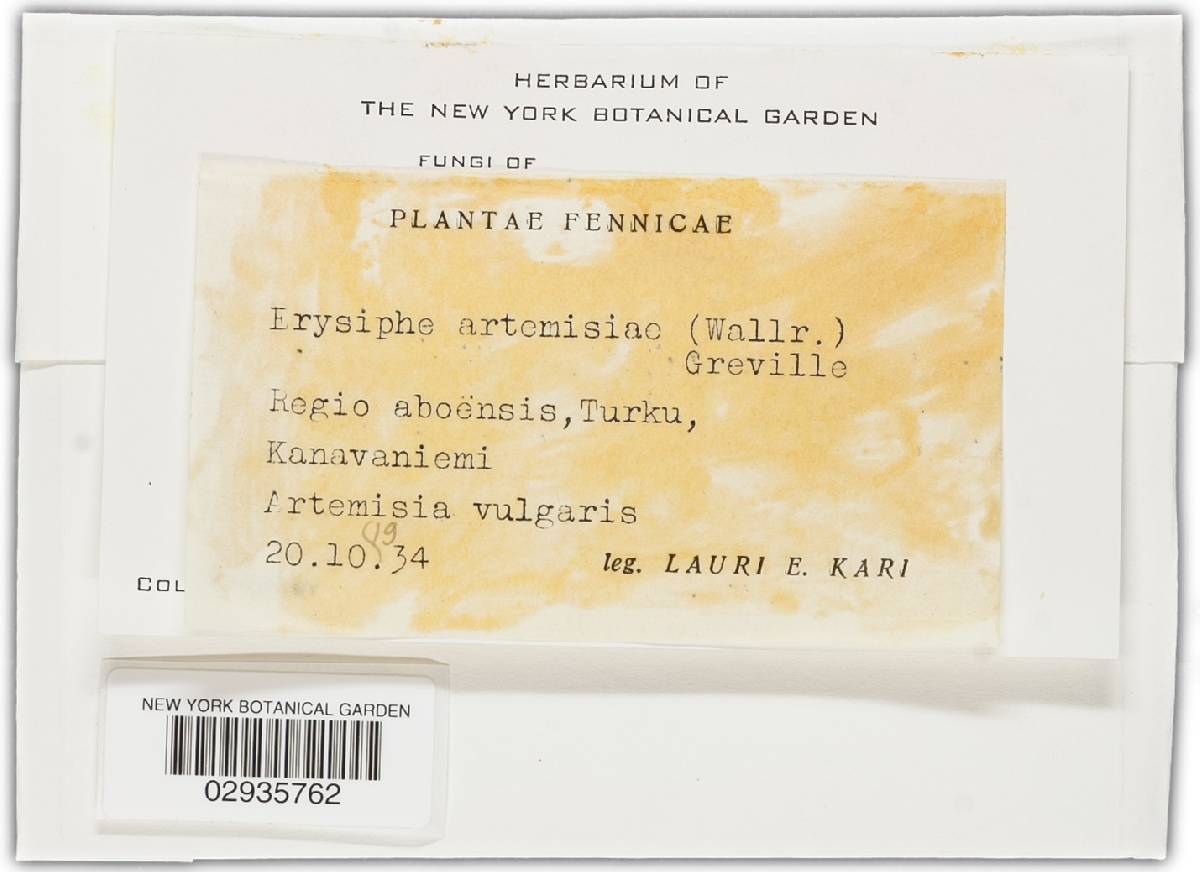 HERBARIUM OF
THE NEW YORK BOTANICAL GARDEN
FUNGI OF
PLANTAE FENNICAE
Erysiphe artemisiae (Wallr.)
Greville
Regio aboënsis, Turku,
Kanavaniemi
Artemisia vulgaris
19
20.10.34
leg. LAURI E. KARI
COL
NEW YORK BOTANICAL GARDEN
02935762